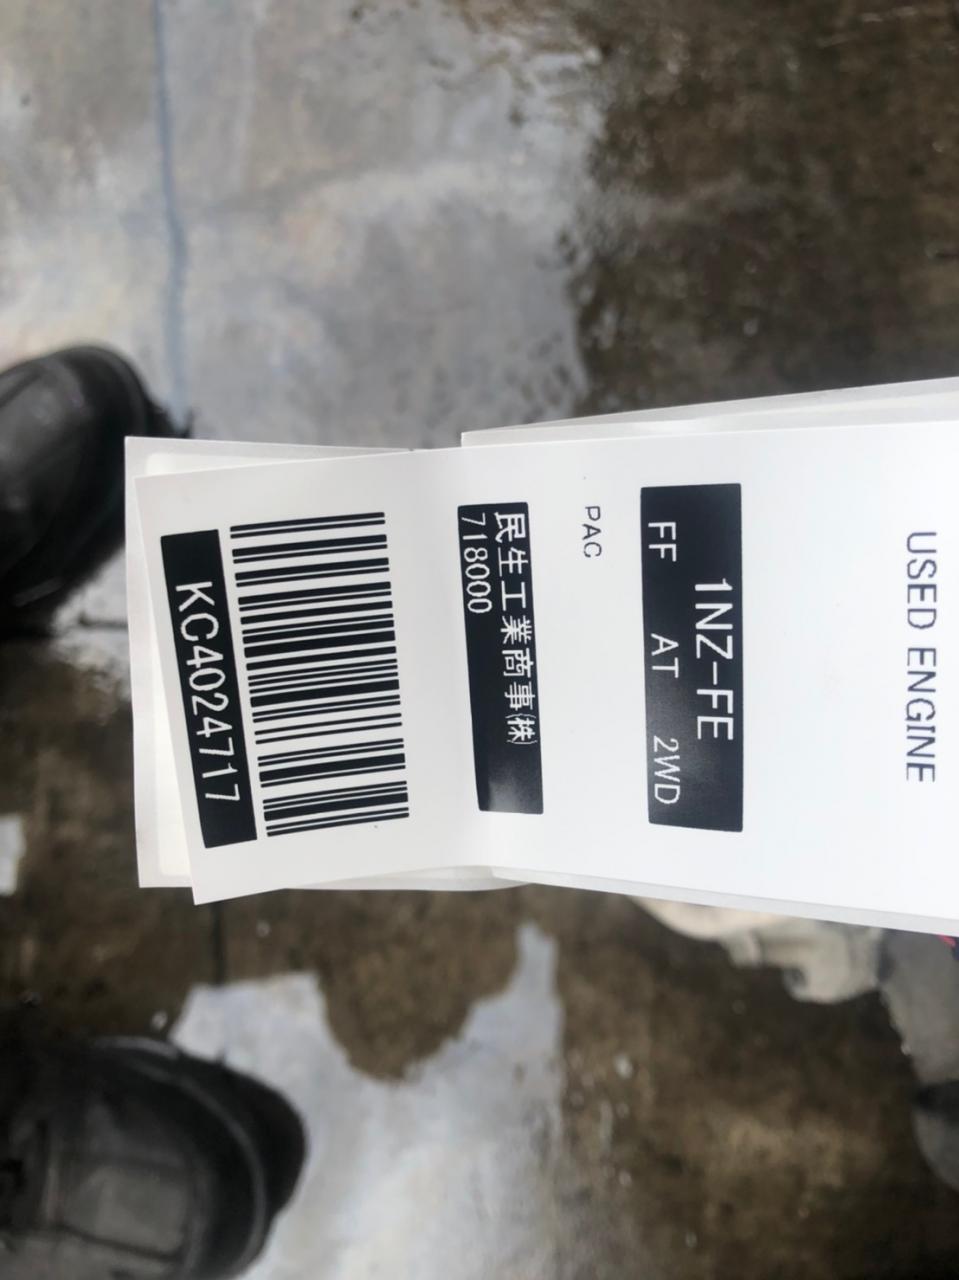 USED ENGINE
1NZ-FE
FF AT 2WD
PAC
民生工業商事(株)
718000
KC4024717